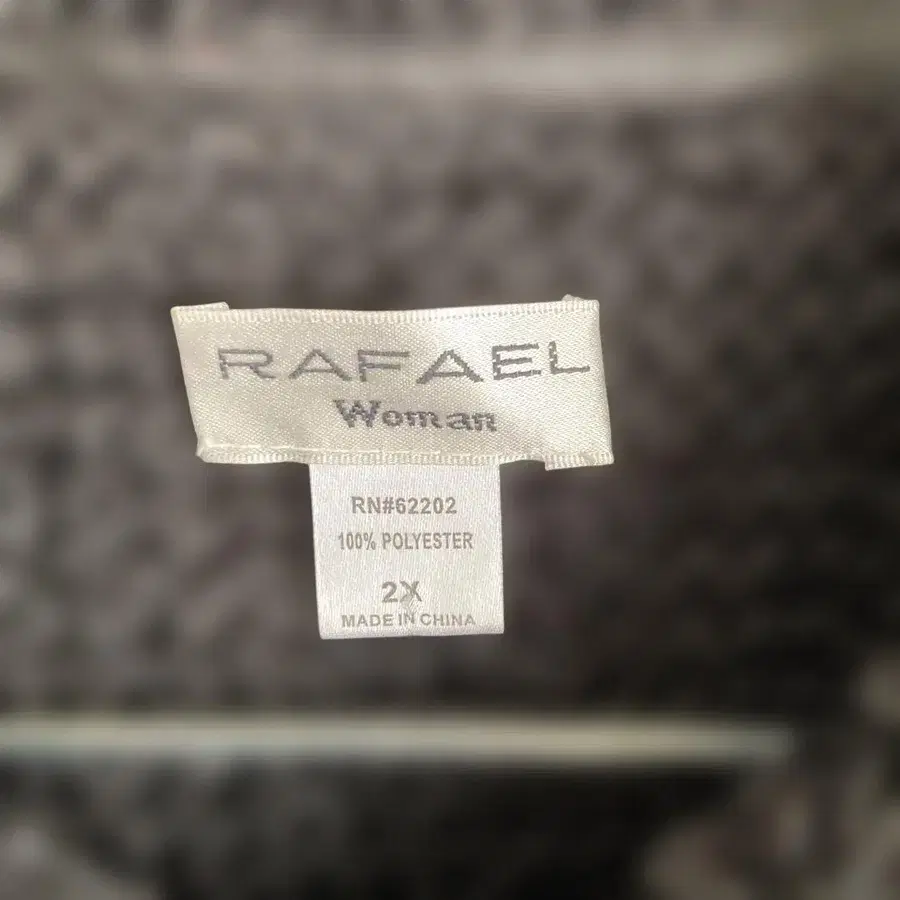 RAFAEL
Woman
RN#62202
100% POLYESTER
2X
MADE IN CHINA